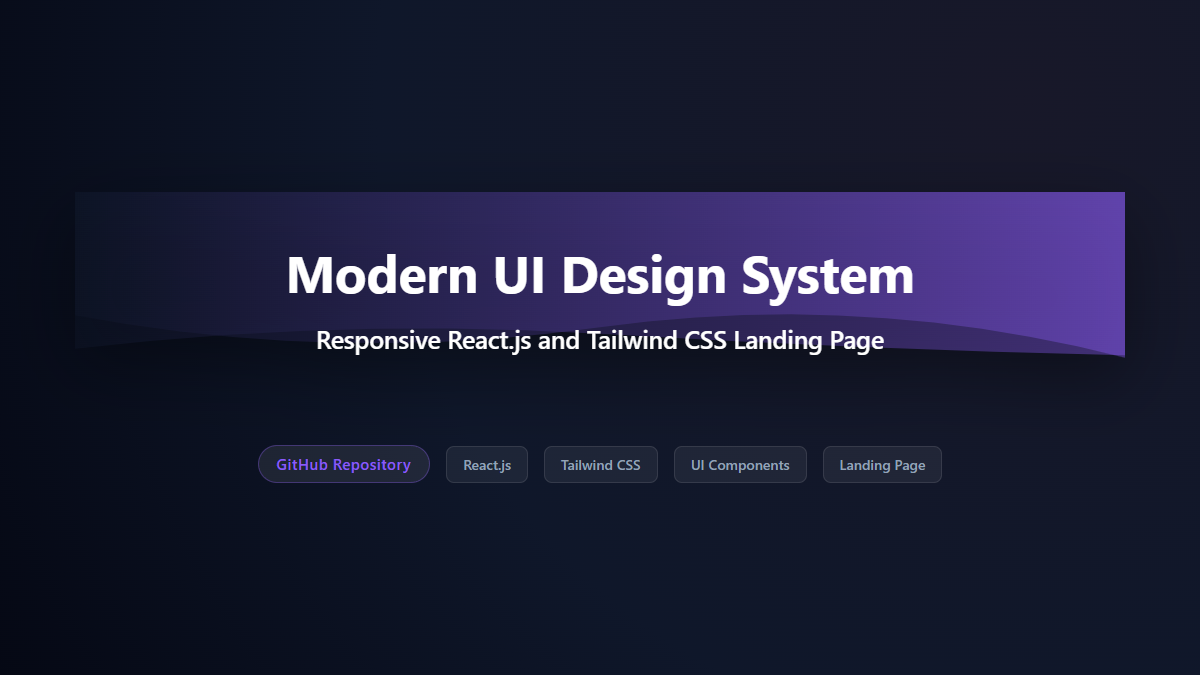 Modern UI Design System
Responsive React.js and Tailwind CSS Landing Page
GitHub Repository
React.js
Tailwind CSS
UI Components
Landing Page